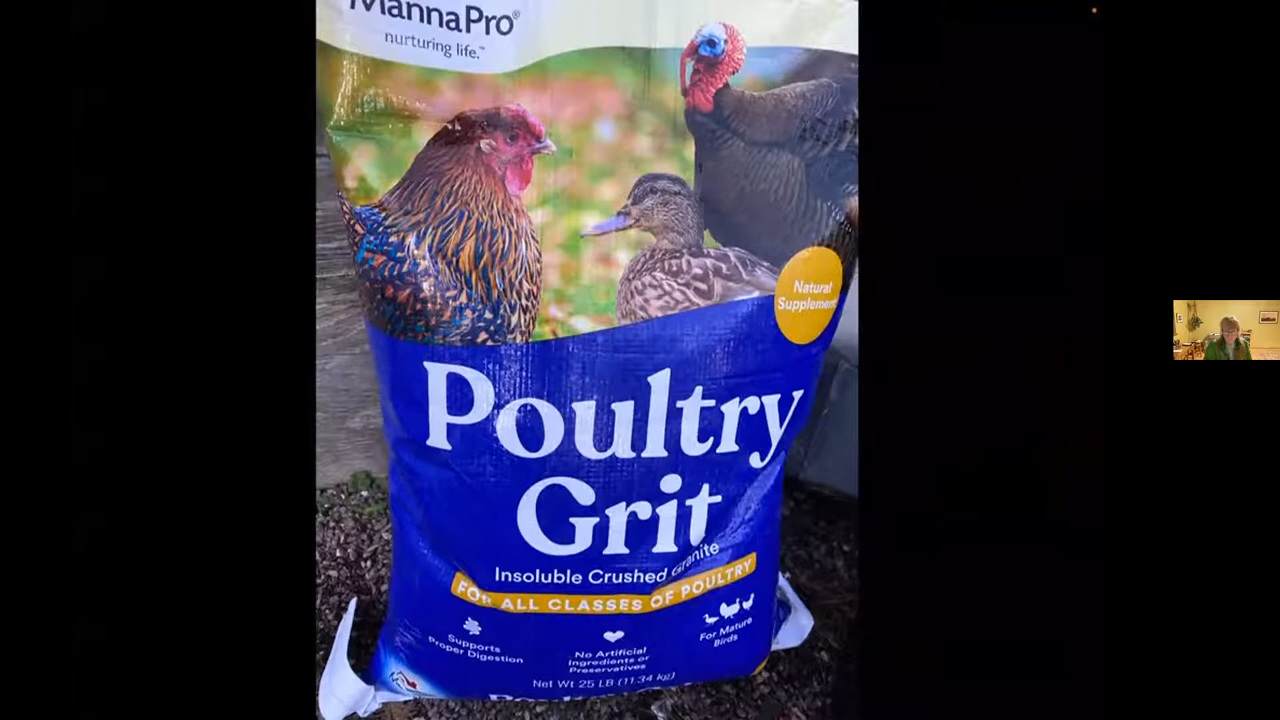 MannaPro®
nurturing life.™
Natural
Supplement
Poultry
Grit
Insoluble Crushed Granite
FOR ALL CLASSES OF POULTRY
Supports
Proper Digestion
No Artificial
Ingredients or
Preservatives
For Mature
Birds
Net Wt 25 LB (11.34 kg)